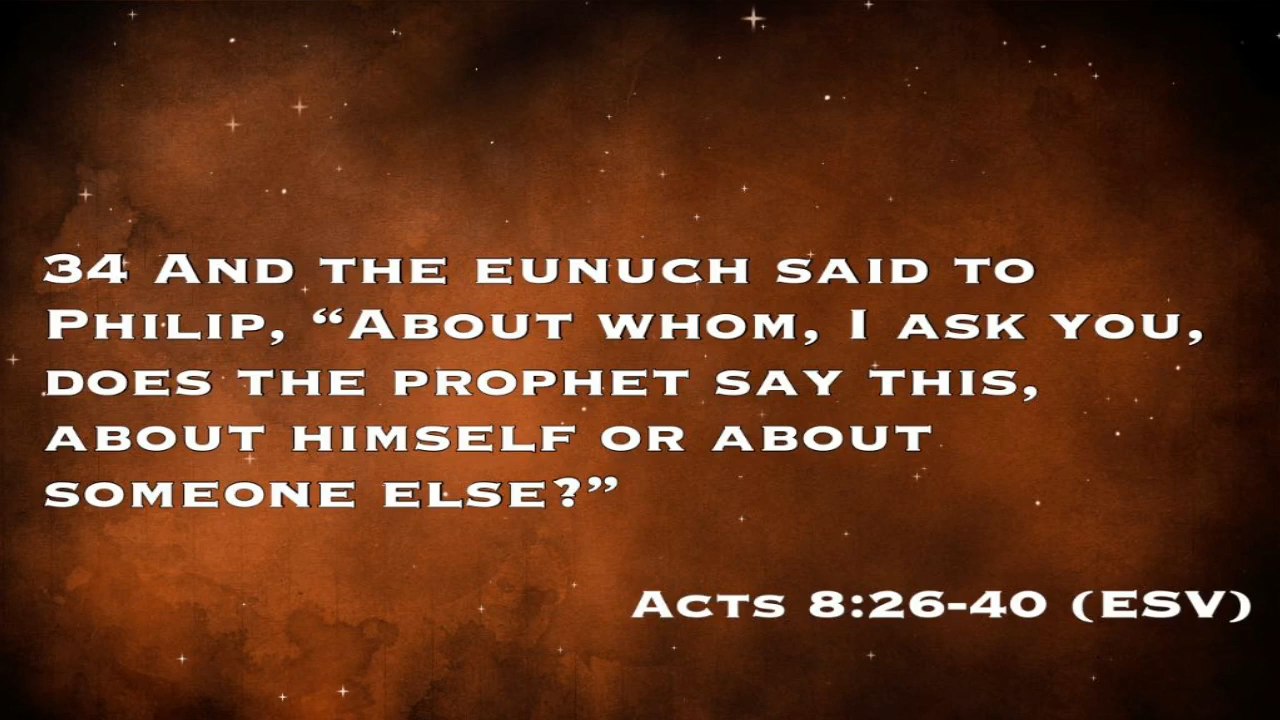 34 And the eunuch said to
Philip, “About whom, I ask you,
does the prophet say this,
about himself or about
someone else?”
Acts 8:26-40 (ESV)